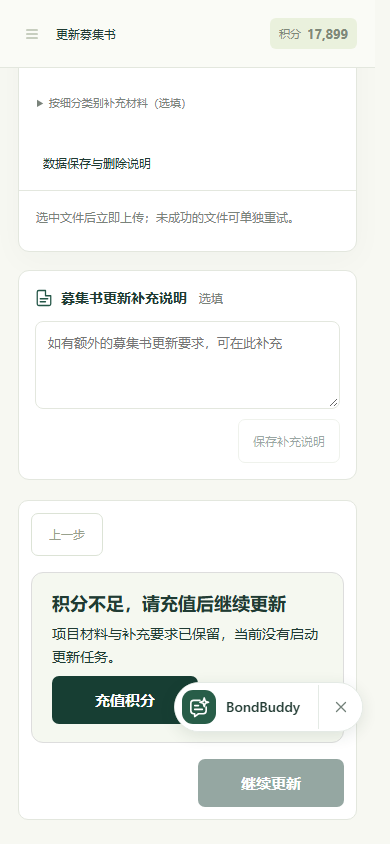 更新募集书
积分 17,899
按细分类别补充材料（选填）
数据保存与删除说明
选中文件后立即上传；未成功的文件可单独重试。
募集书更新补充说明 选填
如有额外的募集书更新要求，可在此补充
保存补充说明
上一步
积分不足，请充值后继续更新
项目材料与补充要求已保留，当前没有启动
更新任务。
充值积分
BondBuddy
继续更新